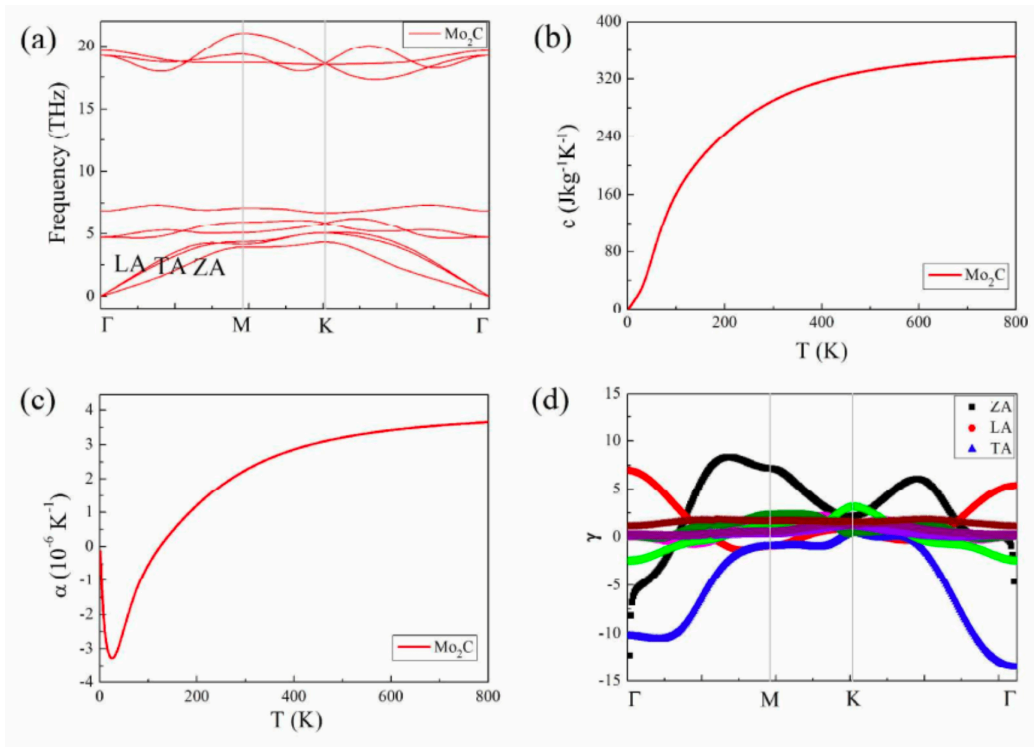 (a)
Mo₂C
Frequency (THz)
20
15
10
5
0
LA TA ZA
Γ M K Γ
(b)
c (Jkg⁻¹K⁻¹)
400
320
240
160
80
0
Mo₂C
0 200 400 600 800
T (K)
(c)
α (10⁻⁶ K⁻¹)
4
3
2
1
0
-1
-2
-3
-4
Mo₂C
0 200 400 600 800
T (K)
(d)
γ
15
10
5
0
-5
-10
-15
ZA
LA
TA
Γ M K Γ